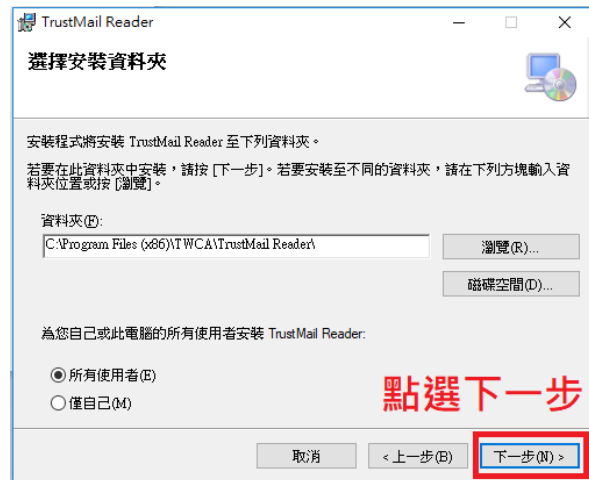 TrustMail Reader
選擇安裝資料夾
安裝程式將安裝 TrustMail Reader 至下列資料夾。
若要在此資料夾中安裝，請按 [下一步]。若要安裝至不同的資料夾，請在下列方塊輸入資
料夾位置或按 [瀏覽]。
資料夾(F):
C:\Program Files (x86)\TWCA\TrustMail Reader\
瀏覽(R)...
磁碟空間(D)...
為您自己或此電腦的所有使用者安裝 TrustMail Reader:
所有使用者(E)
僅自己(M)
點選下一步
取消
<上一步(B)
下一步(N) >